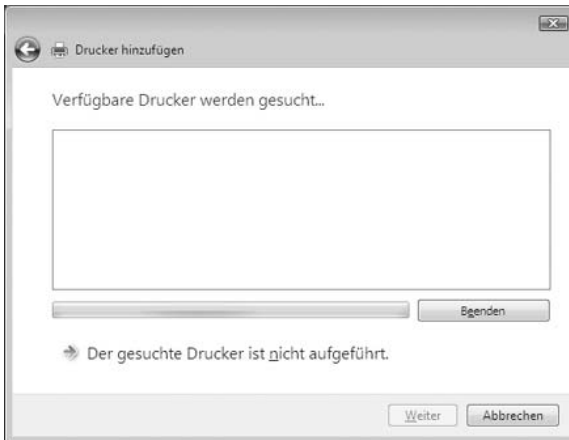 Drucker hinzufügen
Verfügbare Drucker werden gesucht...
Beenden
Der gesuchte Drucker ist nicht aufgeführt.
Weiter Abbrechen